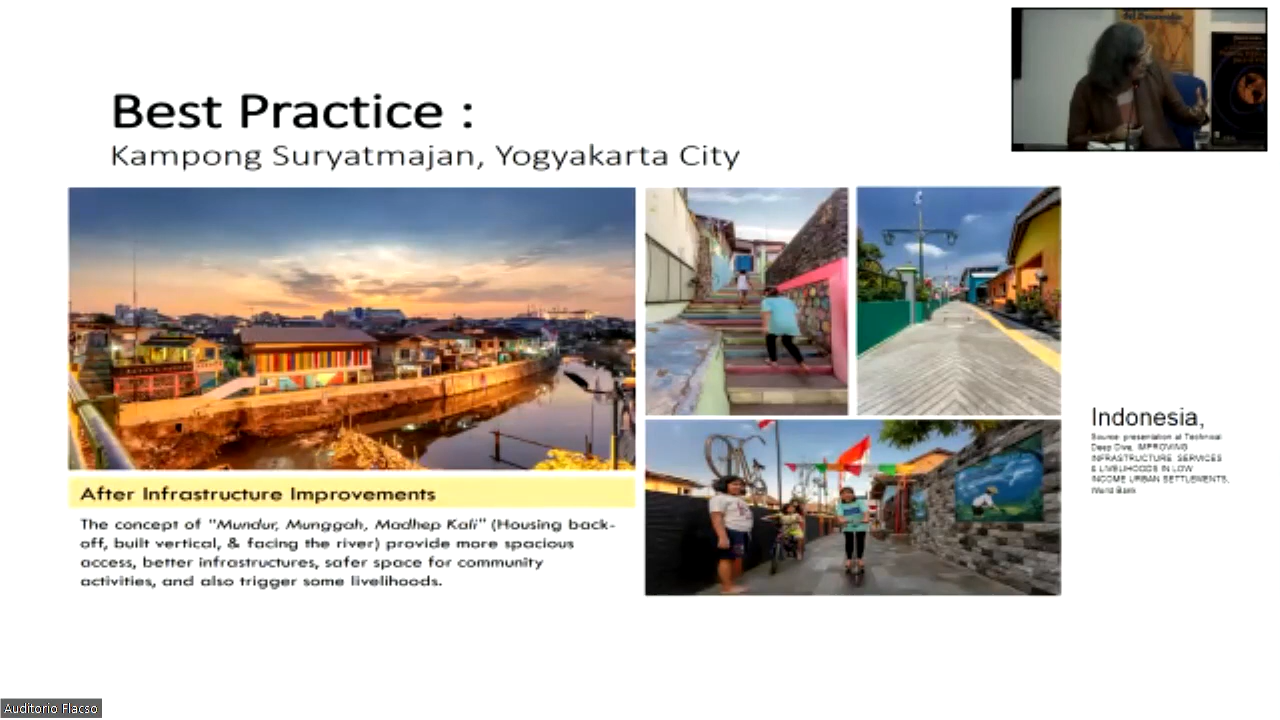 Best Practice :
Kampong Suryatmajan, Yogyakarta City
After Infrastructure Improvements
The concept of "Mundur, Munggah, Madhep Kali" (Housing back-
off, built vertical, & facing the river) provide more spacious
access, better infrastructures, safer space for community
activities, and also trigger some livelihoods.
Indonesia,
Source: presentation at Technical
Deep Dive, IMPROVING
INFRASTRUCTURE SERVICES
& LIVELIHOODS IN LOW
INCOME URBAN SETTLEMENTS,
World Bank
Auditorio Flacso